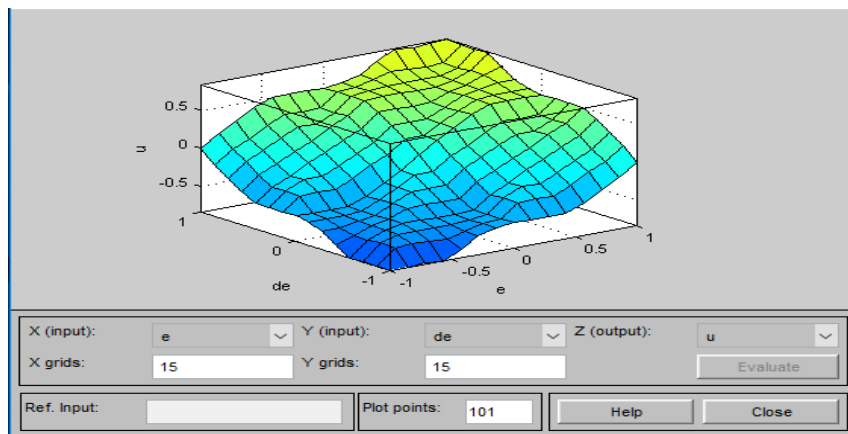 0.5
0
-0.5
u
1
0
-1
de
-1
-0.5
0
0.5
1
e
X (input): e Y (input): de Z (output): u
X grids: 15 Y grids: 15 Evaluate
Ref. Input: Plot points: 101 Help Close